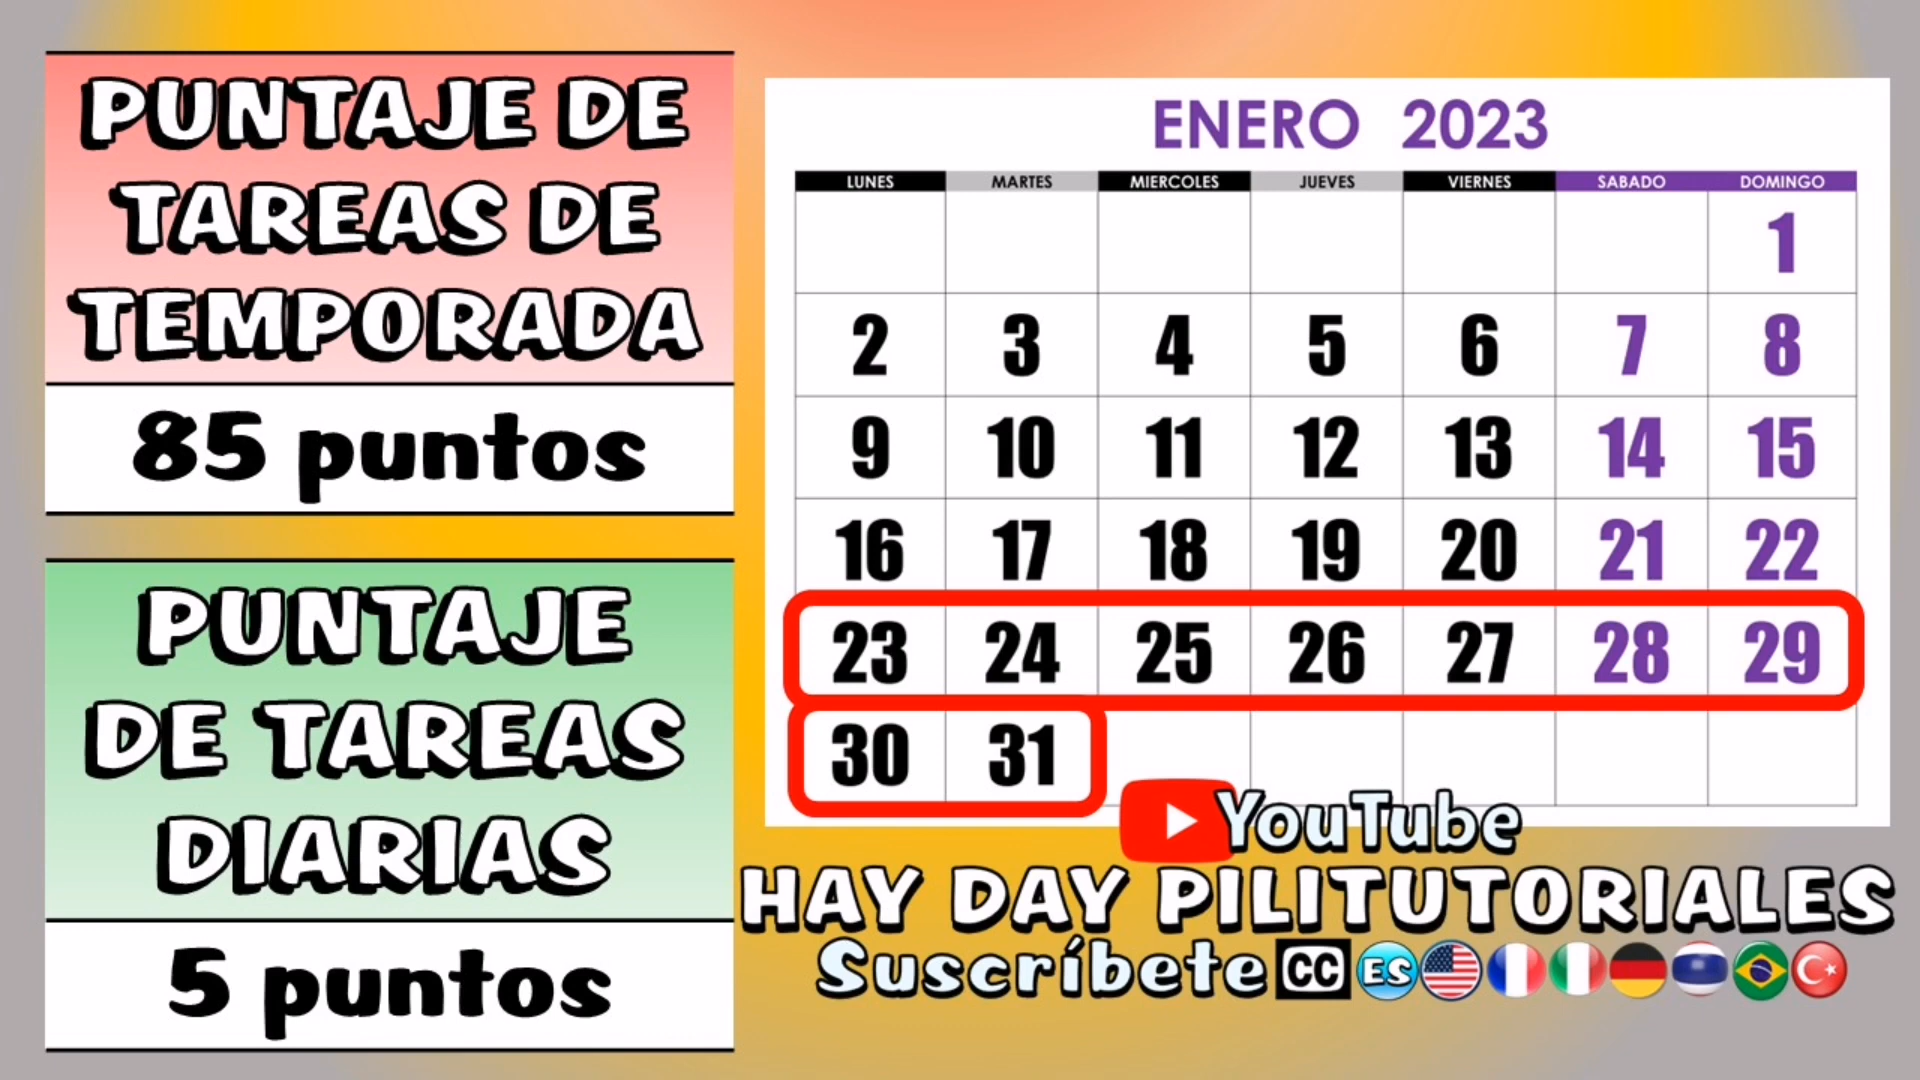 PUNTAJE DE
TAREAS DE
TEMPORADA
85 puntos
PUNTAJE
DE TAREAS
DIARIAS
5 puntos
ENERO 2023
LUNES MARTES MIERCOLES JUEVES VIERNES SABADO DOMINGO
1
2 3 4 5 6 7 8
9 10 11 12 13 14 15
16 17 18 19 20 21 22
23 24 25 26 27 28 29
30 31
YouTube
HAY DAY PILITUTORIALES
Suscríbete CC ES